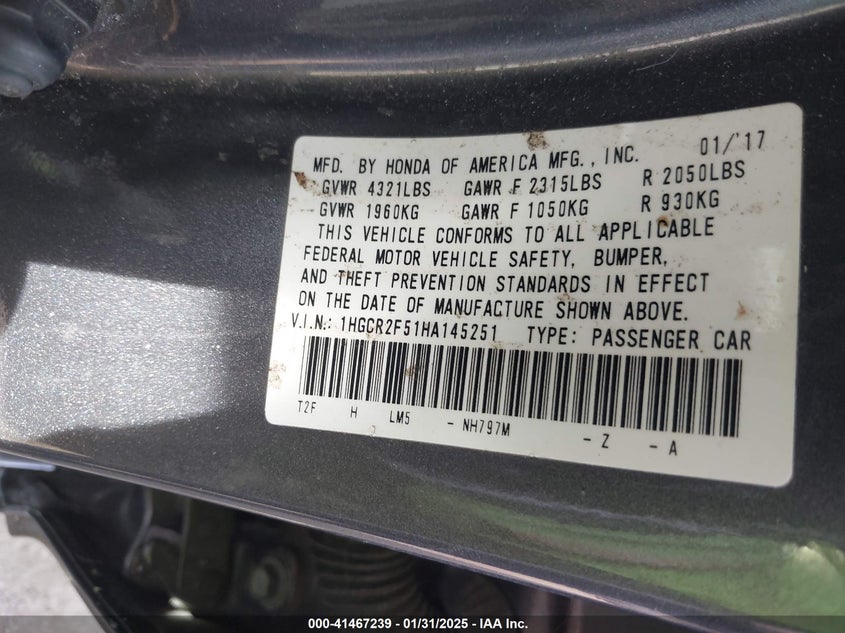 MFD. BY HONDA OF AMERICA MFG., INC. 01/'17
GVWR 4321LBS GAWR F 2315LBS R 2050LBS
GVWR 1960KG GAWR F 1050KG R 930KG
THIS VEHICLE CONFORMS TO ALL APPLICABLE
FEDERAL MOTOR VEHICLE SAFETY, BUMPER,
AND THEFT PREVENTION STANDARDS IN EFFECT
ON THE DATE OF MANUFACTURE SHOWN ABOVE.
V.I.N.: 1HGCR2F51HA145251 TYPE: PASSENGER CAR
T2F H LM5 - NH797M - Z - A
000-41467239 - 01/31/2025 - IAA Inc.